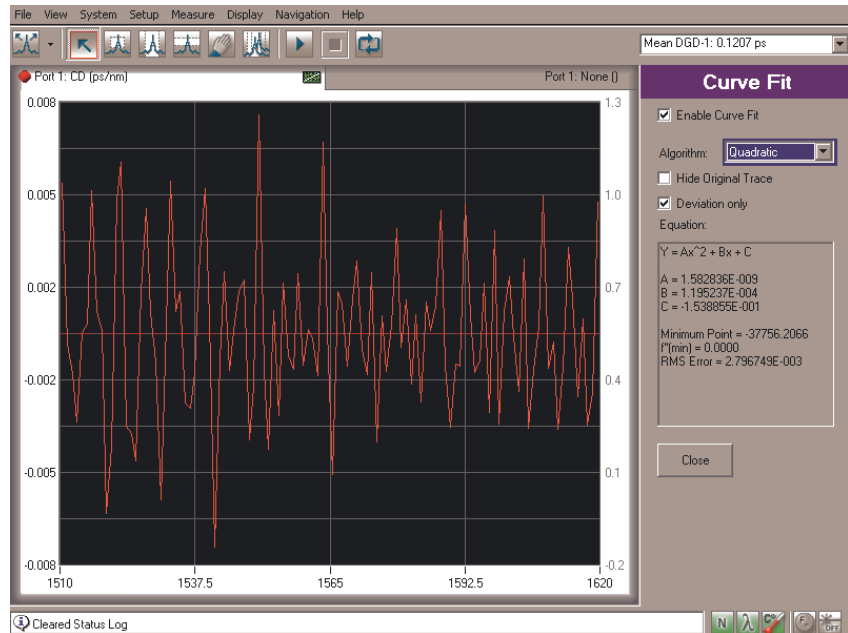 File View System Setup Measure Display Navigation Help
Mean DGD-1: 0.1207 ps
Port 1: CD (ps/nm)
Port 1: None ()
0.008
0.005
0.002
-0.002
-0.005
-0.008
1.3
1.0
0.7
0.4
0.1
-0.2
1510 1537.5 1565 1592.5 1620
Curve Fit
Enable Curve Fit
Algorithm: Quadratic
Hide Original Trace
Deviation only
Equation:
Y = Ax^2 + Bx + C
A = 1.582836E-009
B = 1.195237E-004
C = -1.538855E-001
Minimum Point = -37756.2066
f''(min) = 0.0000
RMS Error = 2.796749E-003
Close
Cleared Status Log
N λ C° F OFF